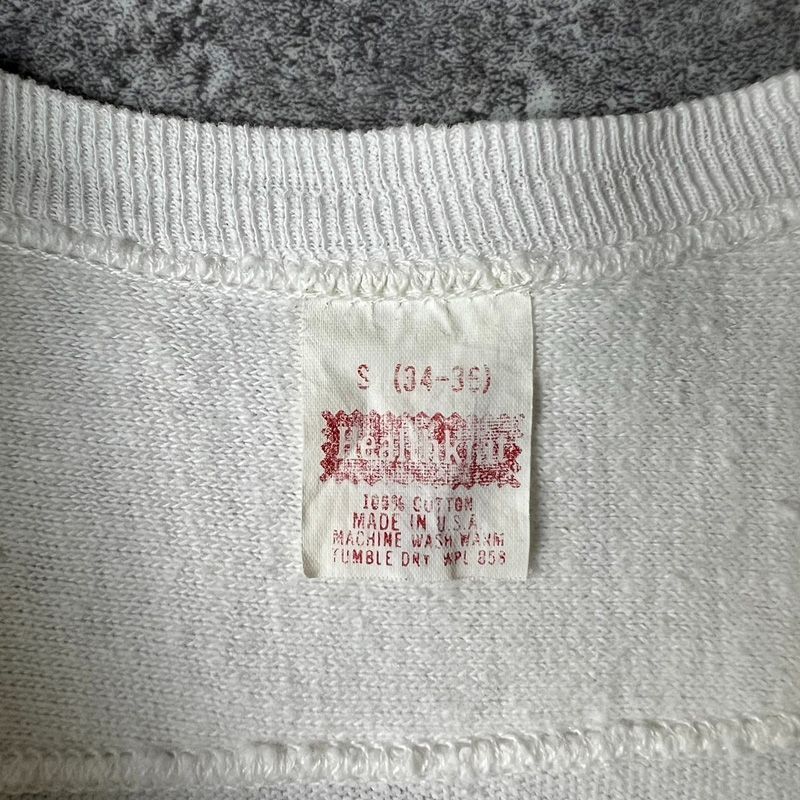 S (34-36)
Healthknit
100% COTTON
MADE IN U.S.A.
MACHINE WASH WARM
TUMBLE DRY WPL 858